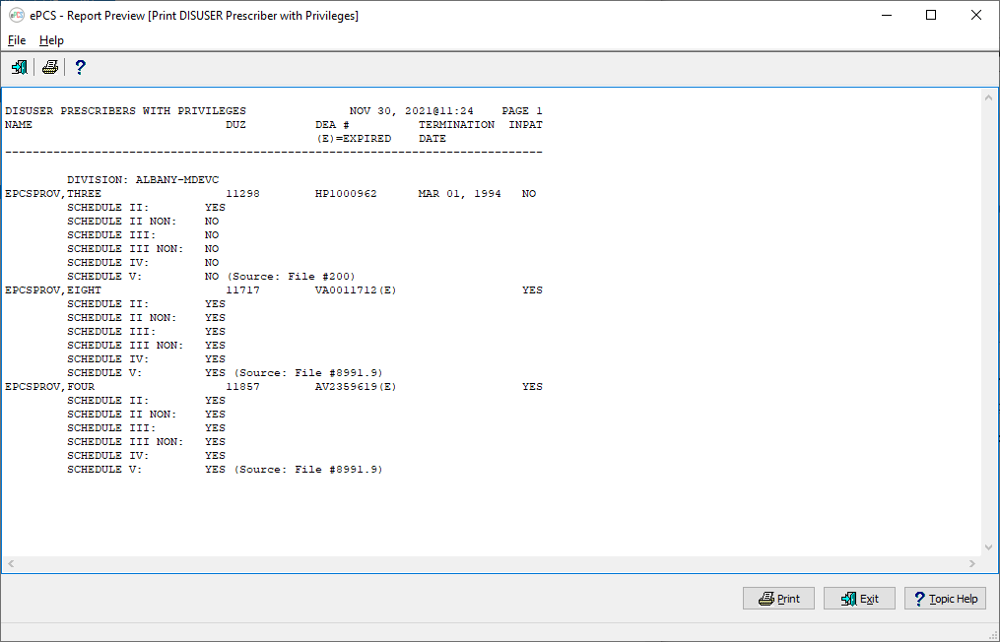 ePCS - Report Preview [Print DISUSER Prescriber with Privileges]
File Help
DISUSER PRESCRIBERS WITH PRIVILEGES NOV 30, 2021@11:24 PAGE 1
NAME DUZ DEA # TERMINATION INPAT
(E)=EXPIRED DATE
------------------------------------------------------------------------------
DIVISION: ALBANY-MDEVC
EPCSPROV,THREE 11298 HP1000962 MAR 01, 1994 NO
SCHEDULE II: YES
SCHEDULE II NON: NO
SCHEDULE III: NO
SCHEDULE III NON: NO
SCHEDULE IV: NO
SCHEDULE V: NO (Source: File #200)
EPCSPROV,EIGHT 11717 VA0011712(E) YES
SCHEDULE II: YES
SCHEDULE II NON: YES
SCHEDULE III: YES
SCHEDULE III NON: YES
SCHEDULE IV: YES
SCHEDULE V: YES (Source: File #8991.9)
EPCSPROV,FOUR 11857 AV2359619(E) YES
SCHEDULE II: YES
SCHEDULE II NON: YES
SCHEDULE III: YES
SCHEDULE III NON: YES
SCHEDULE IV: YES
SCHEDULE V: YES (Source: File #8991.9)
Print Exit Topic Help